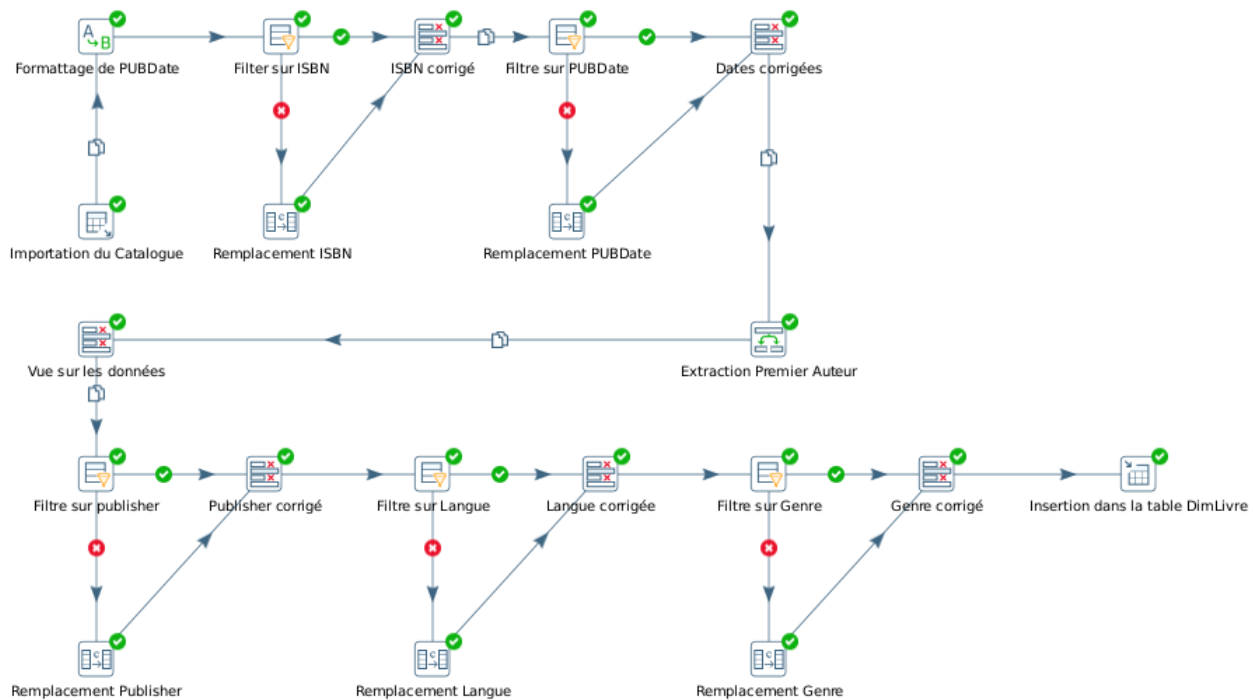 Formattage de PUBDate
Filter sur ISBN
ISBN corrigé
Filtre sur PUBDate
Dates corrigées
Importation du Catalogue
Remplacement ISBN
Remplacement PUBDate
Vue sur les données
Extraction Premier Auteur
Filtre sur publisher
Publisher corrigé
Filtre sur Langue
Langue corrigée
Filtre sur Genre
Genre corrigé
Insertion dans la table DimLivre
Remplacement Publisher
Remplacement Langue
Remplacement Genre